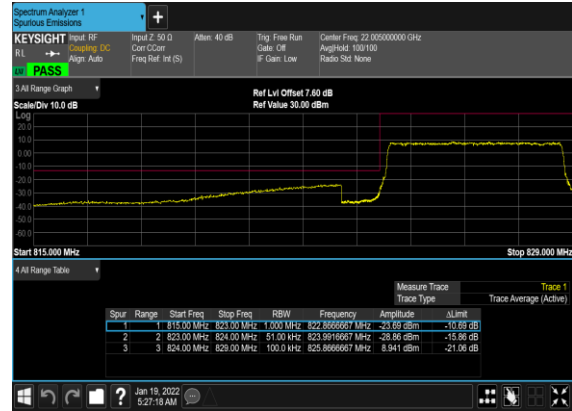 Spectrum Analyzer 1
Spurious Emissions
+
KEYSIGHT Input: RF Input Z: 50 Ω Atten: 40 dB Trig: Free Run Center Freq: 22.005000000 GHz
RL Coupling: DC Corr CCorr Gate: Off Avg|Hold: 100/100
Align: Auto Freq Ref: Int (S) IF Gain: Low Radio Std: None
PASS
3 All Range Graph
Ref Lvl Offset 7.60 dB
Scale/Div 10.0 dB Ref Value 30.00 dBm
Log
20.0
10.0
0.00
-10.0
-20.0
-30.0
-40.0
-50.0
-60.0
Start 815.000 MHz Stop 829.000 MHz
4 All Range Table
Measure Trace Trace 1
Trace Type Trace Average (Active)
Spur Range Start Freq Stop Freq RBW Frequency Amplitude ΔLimit
1 1 815.00 MHz 823.00 MHz 1.000 MHz 822.8666667 MHz -23.69 dBm -10.69 dB
2 2 823.00 MHz 824.00 MHz 51.00 kHz 823.9916667 MHz -28.86 dBm -15.86 dB
3 3 824.00 MHz 829.00 MHz 100.0 kHz 825.8666667 MHz 8.941 dBm -21.06 dB
? Jan 19, 2022
5:27:18 AM